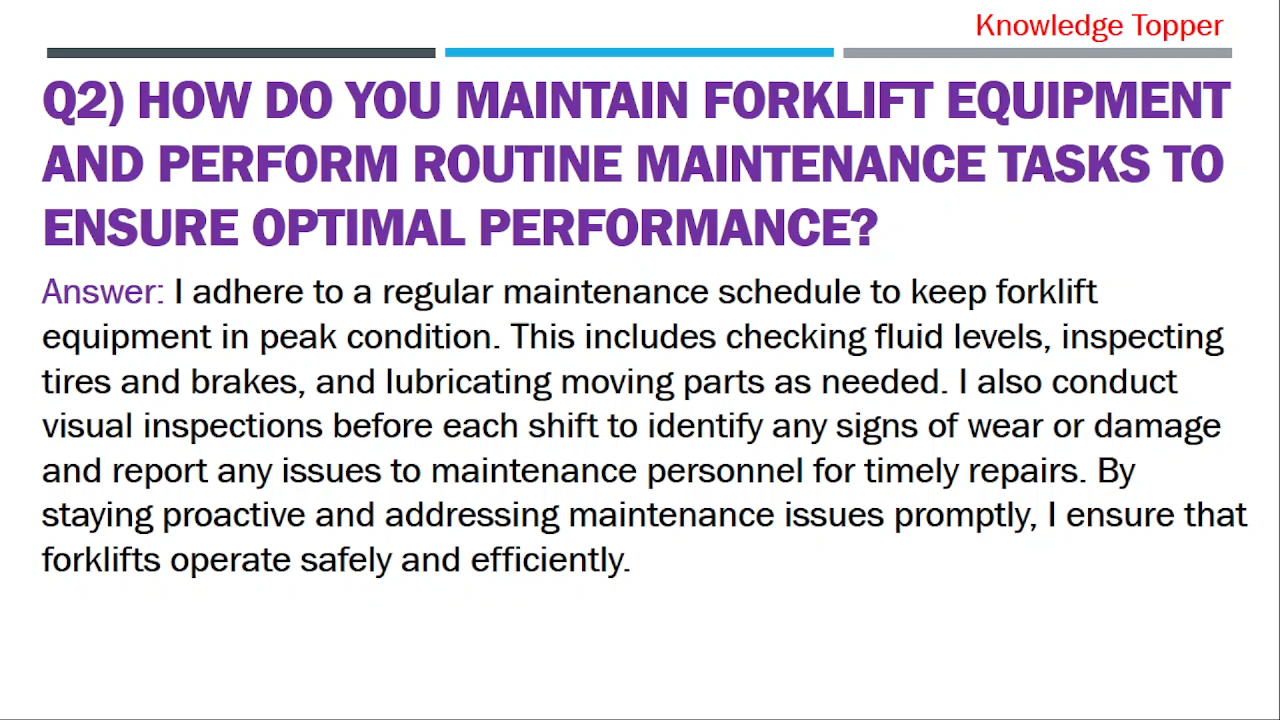 Knowledge Topper
Q2) HOW DO YOU MAINTAIN FORKLIFT EQUIPMENT
AND PERFORM ROUTINE MAINTENANCE TASKS TO
ENSURE OPTIMAL PERFORMANCE?
Answer: I adhere to a regular maintenance schedule to keep forklift
equipment in peak condition. This includes checking fluid levels, inspecting
tires and brakes, and lubricating moving parts as needed. I also conduct
visual inspections before each shift to identify any signs of wear or damage
and report any issues to maintenance personnel for timely repairs. By
staying proactive and addressing maintenance issues promptly, I ensure that
forklifts operate safely and efficiently.